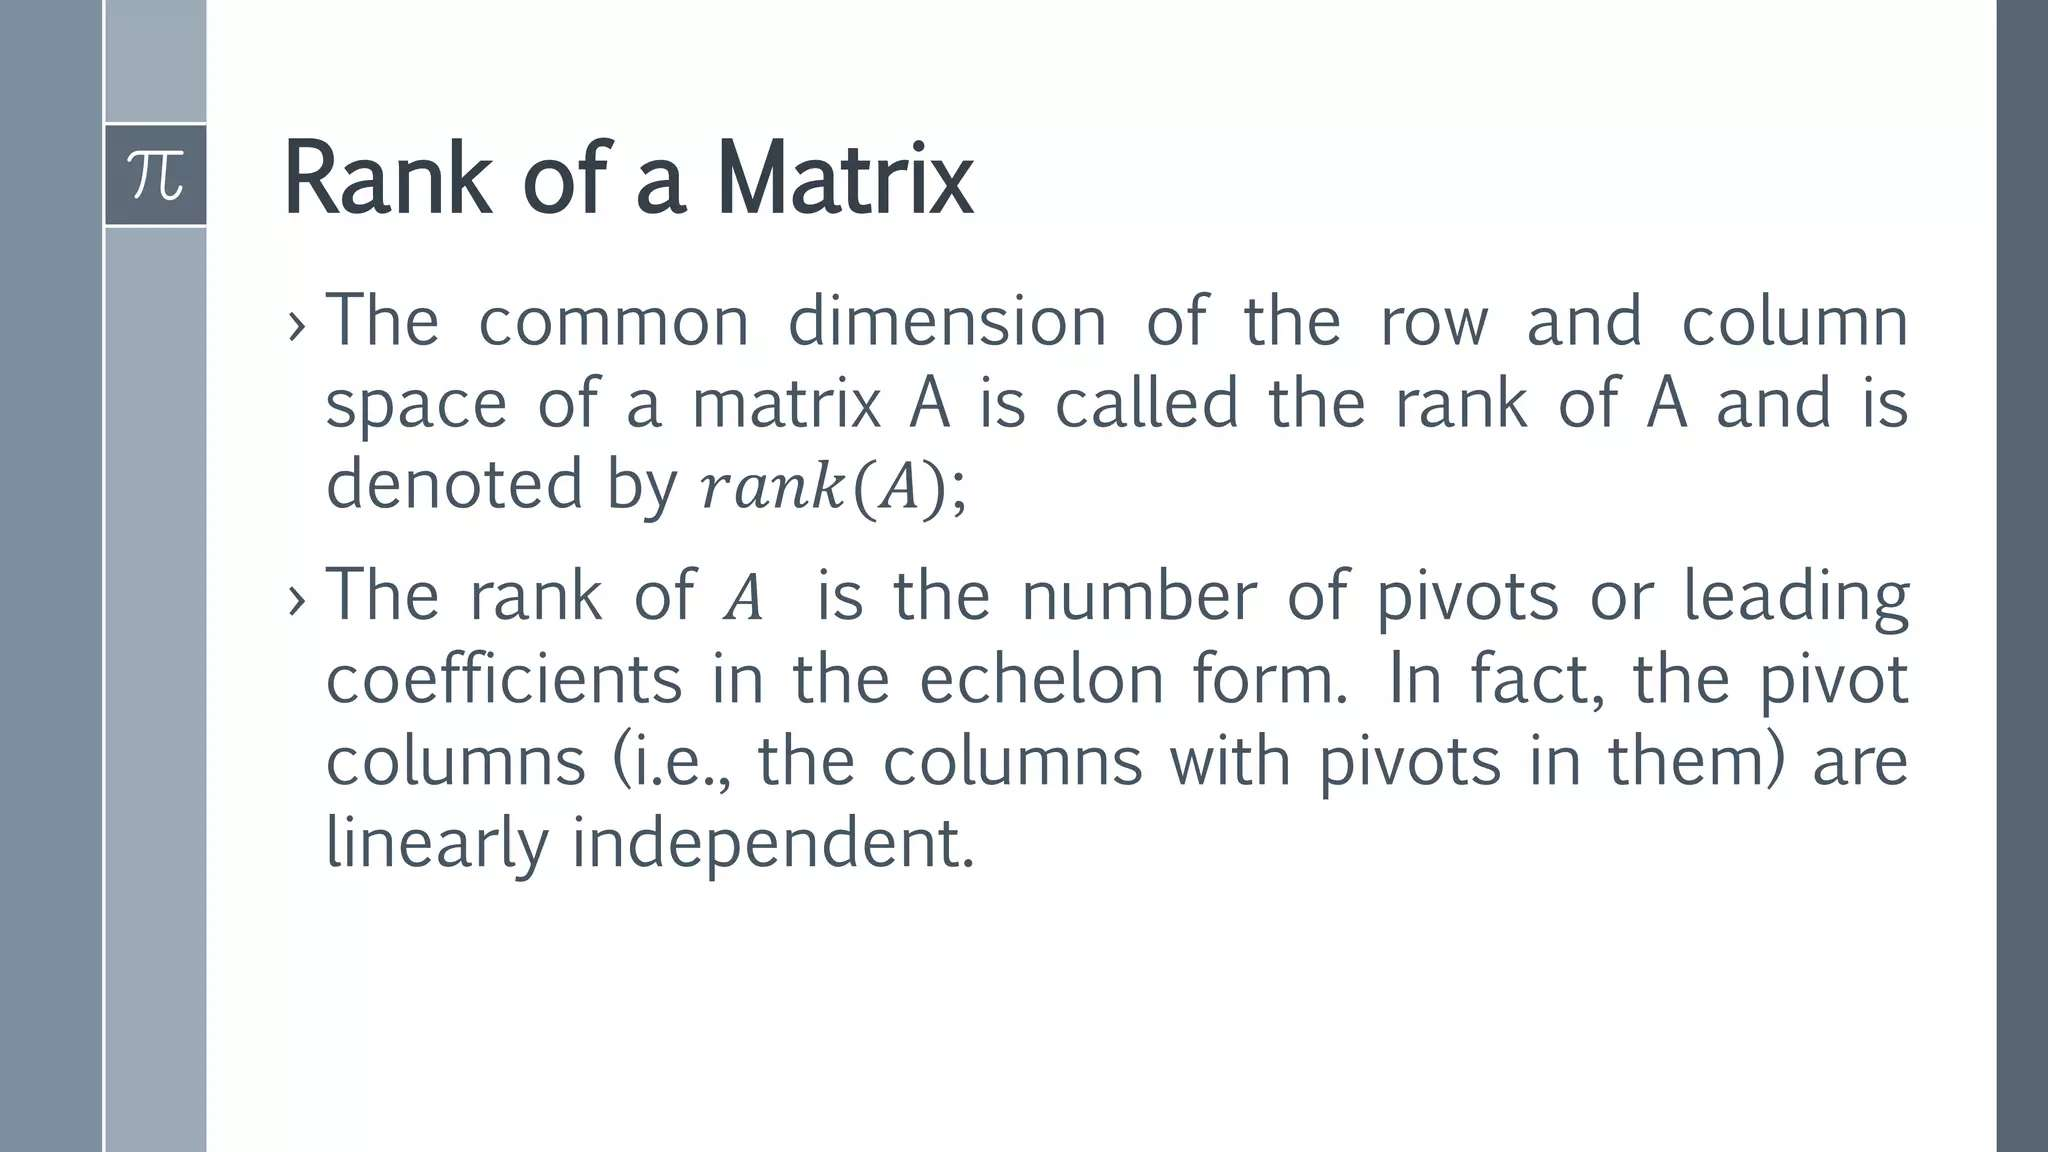 π
Rank of a Matrix
› The common dimension of the row and column
space of a matrix A is called the rank of A and is
denoted by rank(A);
› The rank of A is the number of pivots or leading
coefficients in the echelon form. In fact, the pivot
columns (i.e., the columns with pivots in them) are
linearly independent.